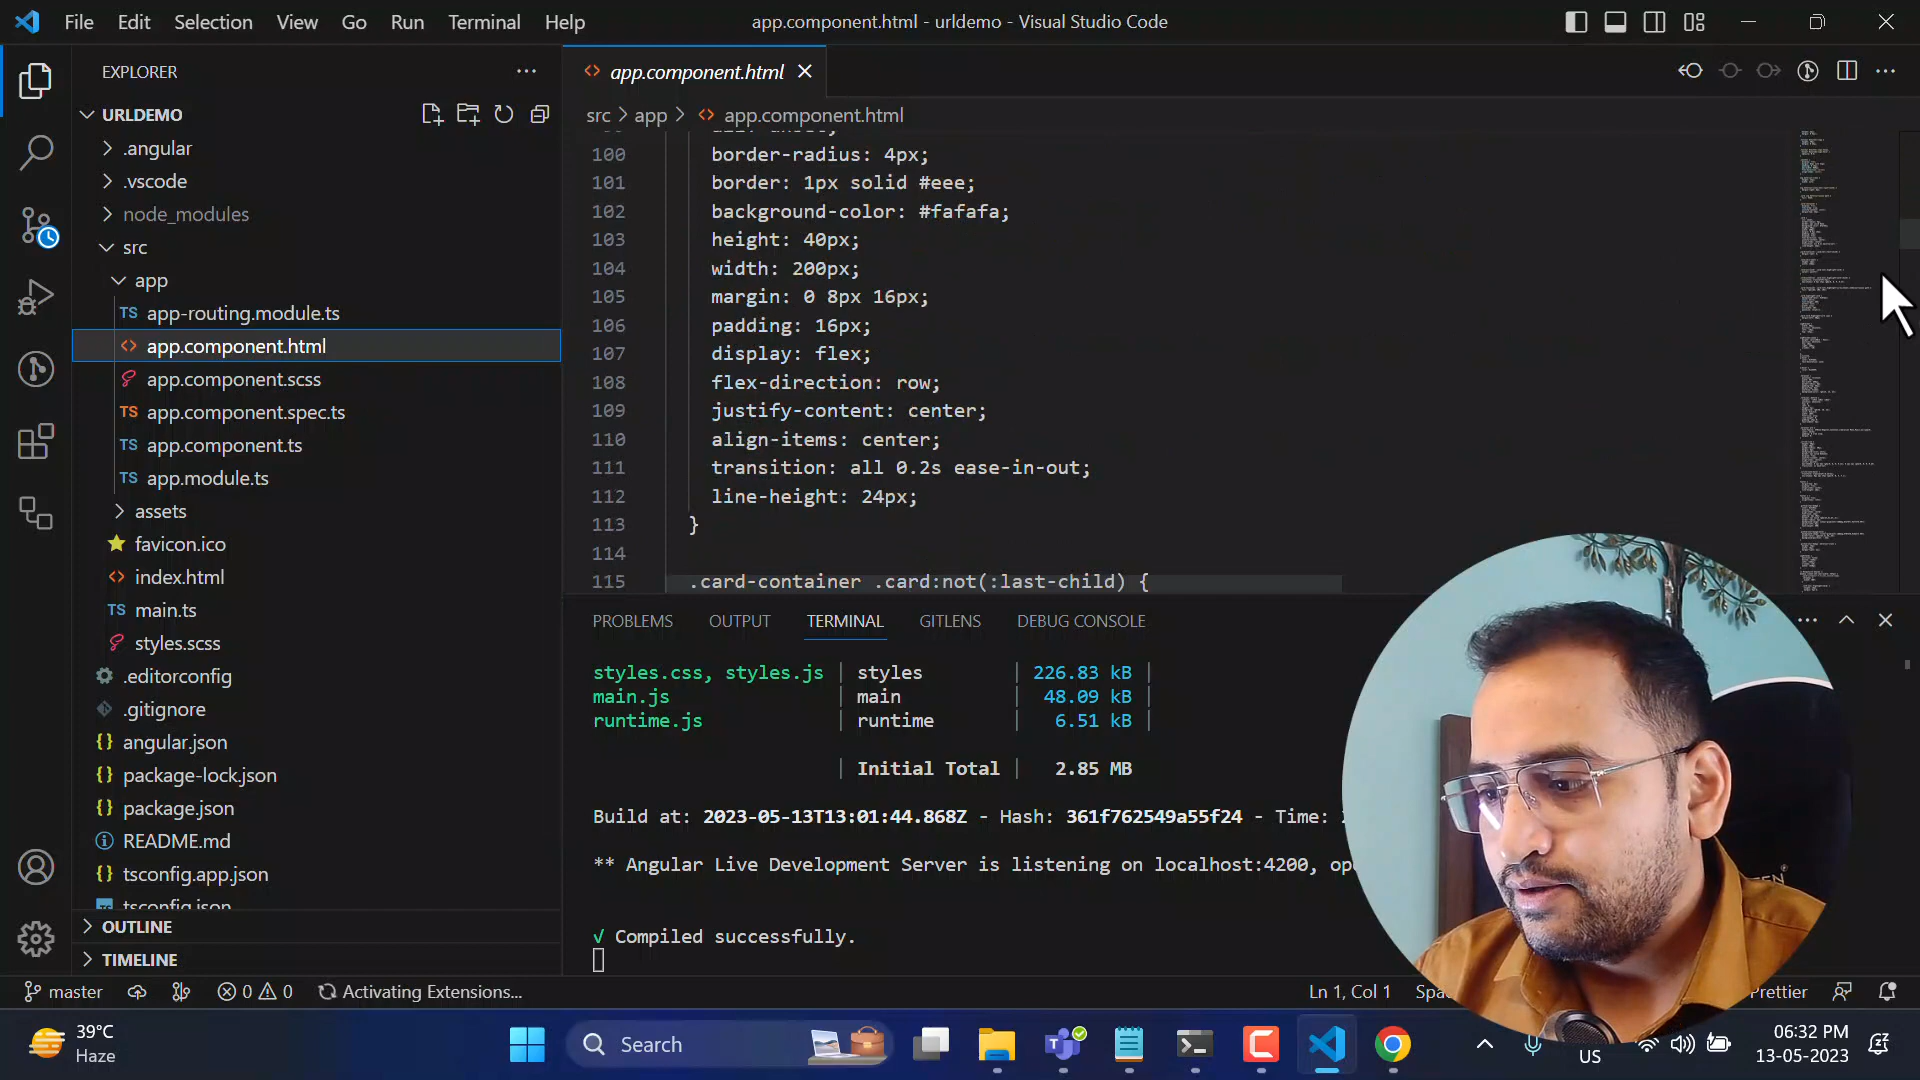 File Edit Selection View Go Run Terminal Help
app.component.html - urldemo - Visual Studio Code
EXPLORER
URLDEMO
.angular
.vscode
node_modules
src
app
TS app-routing.module.ts
app.component.html
app.component.scss
TS app.component.spec.ts
TS app.component.ts
TS app.module.ts
assets
favicon.ico
index.html
TS main.ts
styles.scss
.editorconfig
.gitignore
angular.json
package-lock.json
package.json
README.md
tsconfig.app.json
tsconfig.json
OUTLINE
TIMELINE
app.component.html
src > app > app.component.html
100 border-radius: 4px;
101 border: 1px solid #eee;
102 background-color: #fafafa;
103 height: 40px;
104 width: 200px;
105 margin: 0 8px 16px;
106 padding: 16px;
107 display: flex;
108 flex-direction: row;
109 justify-content: center;
110 align-items: center;
111 transition: all 0.2s ease-in-out;
112 line-height: 24px;
113 }
114
115 .card-container .card:not(:last-child) {
PROBLEMS OUTPUT TERMINAL GITLENS DEBUG CONSOLE
styles.css, styles.js | styles | 226.83 kB |
main.js | main | 48.09 kB |
runtime.js | runtime | 6.51 kB |
| Initial Total | 2.85 MB
Build at: 2023-05-13T13:01:44.868Z - Hash: 361f762549a55f24 - Time:
** Angular Live Development Server is listening on localhost:4200,
√ Compiled successfully.
master 0 0 Activating Extensions... Ln 1, Col 1 Prettier
39°C
Haze
Search
US
06:32 PM
13-05-2023